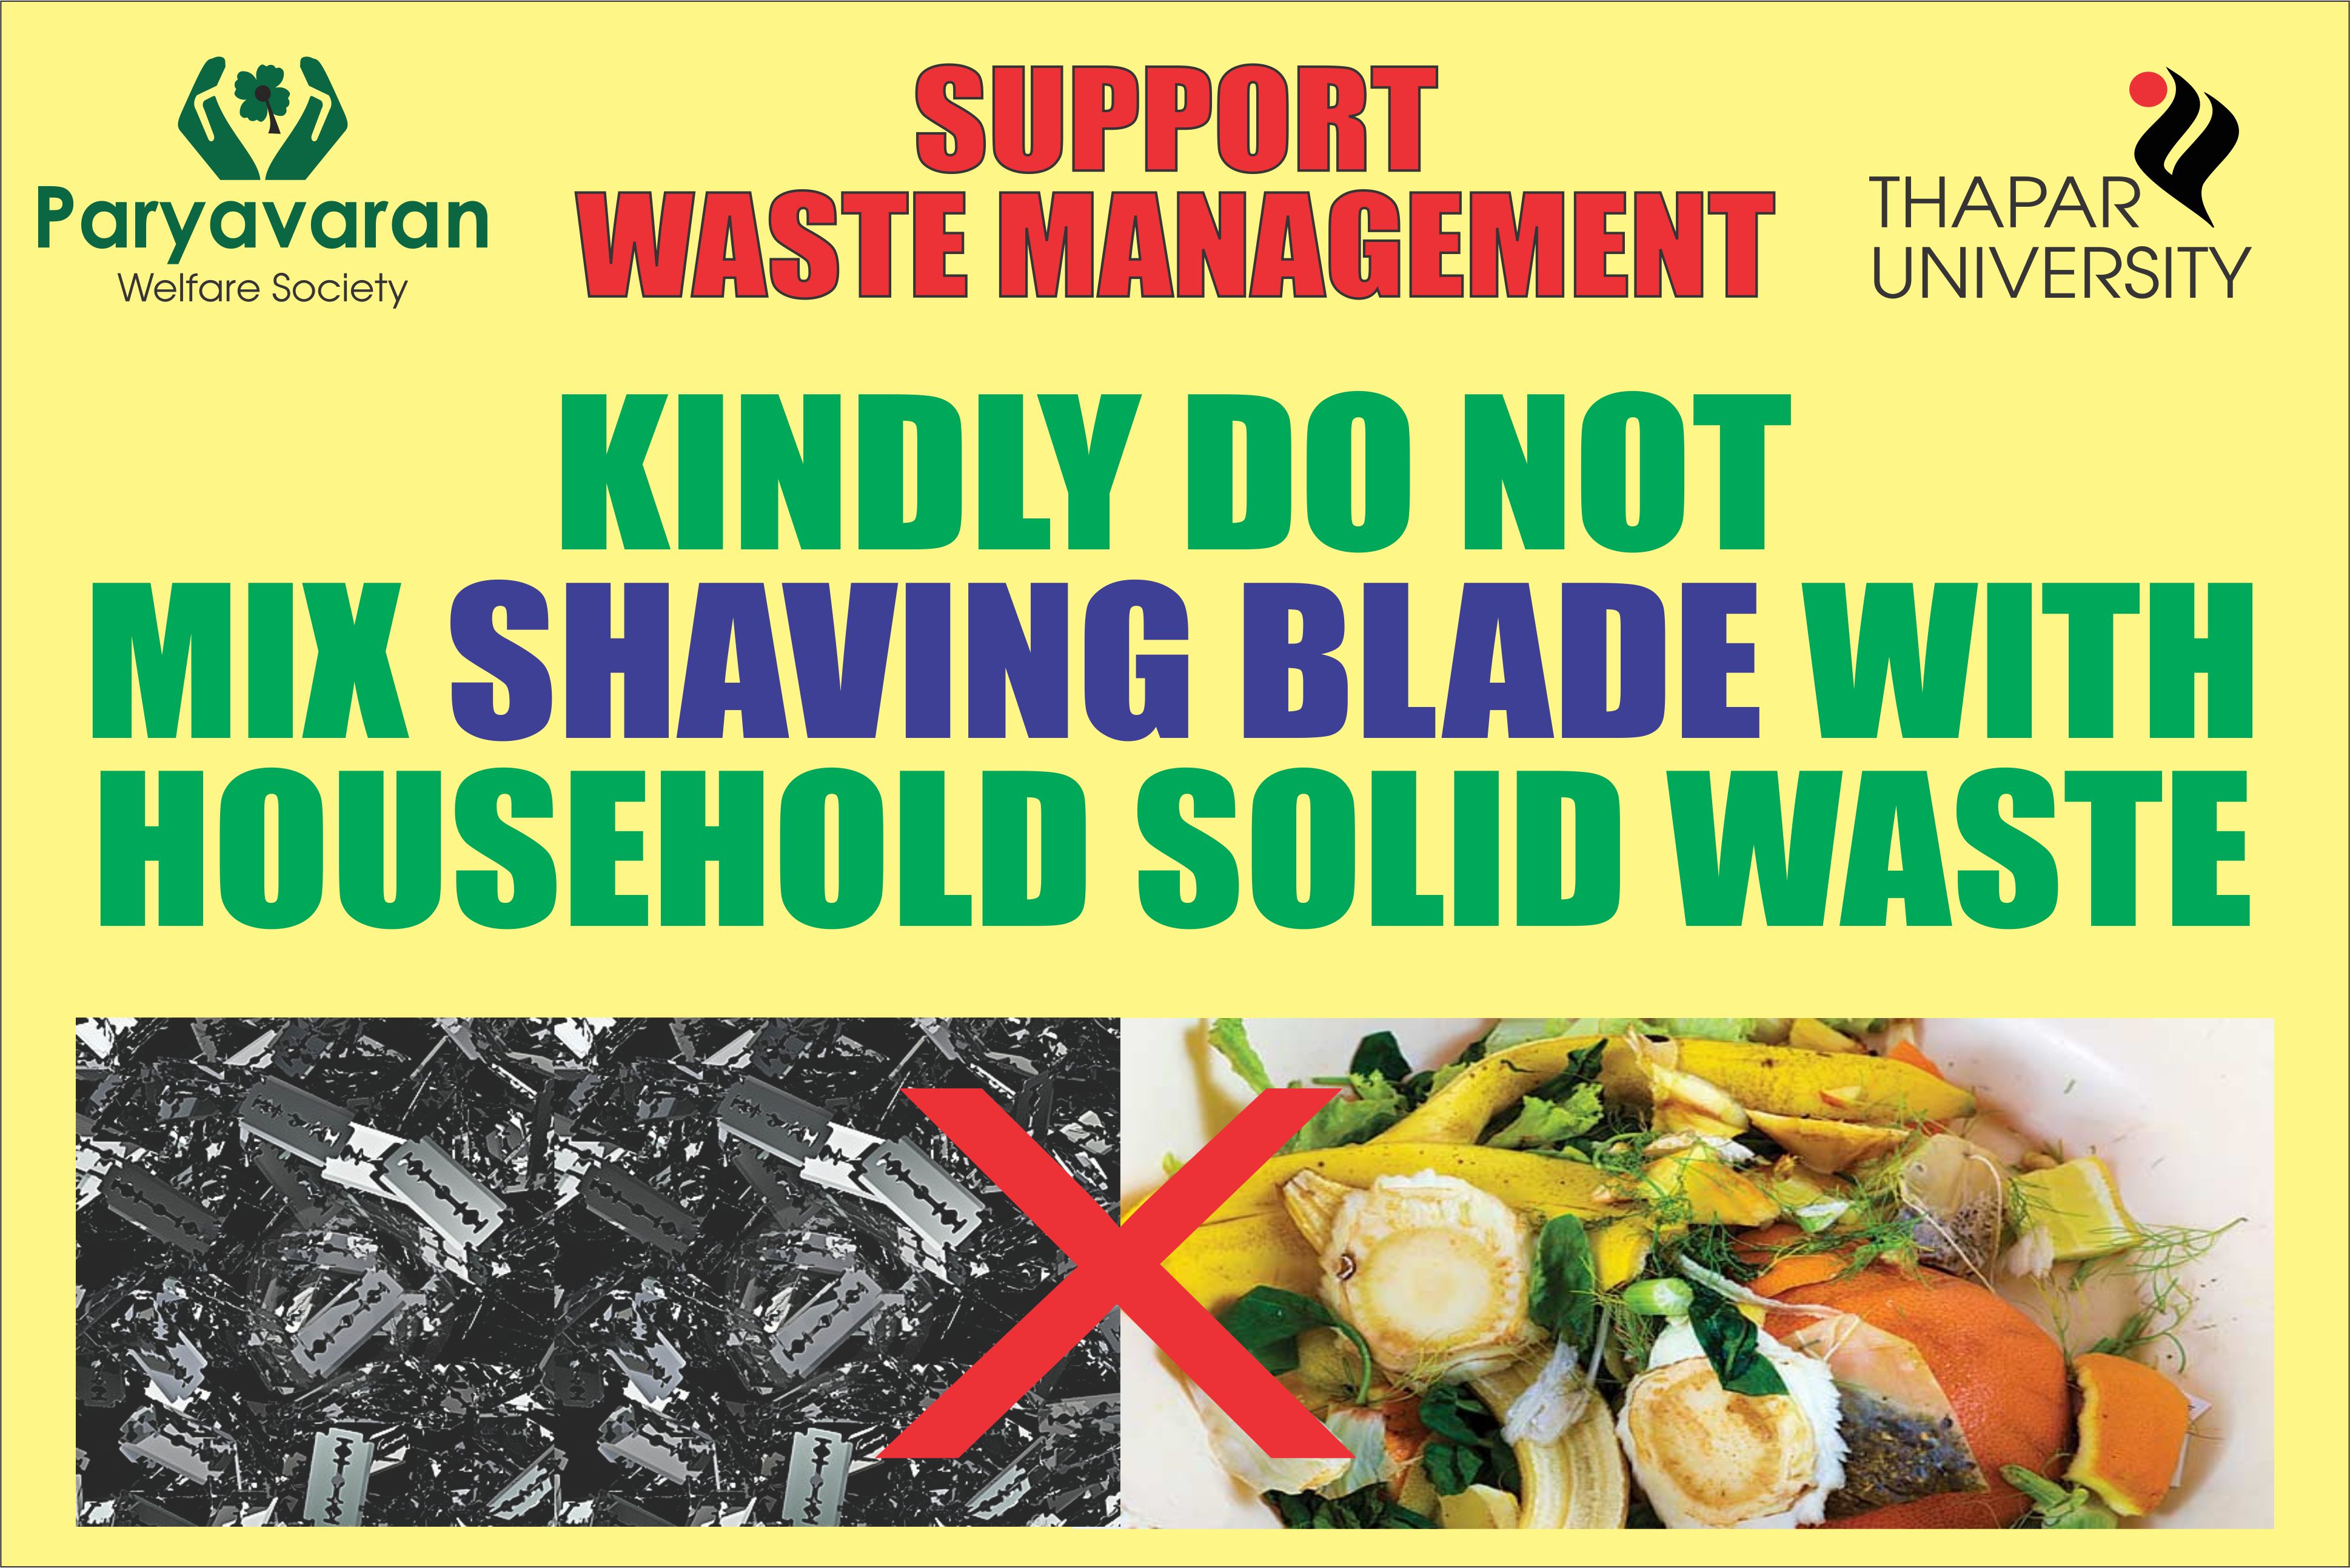 Paryavaran
Welfare Society
SUPPORT
WASTE MANAGEMENT
THAPAR
UNIVERSITY
KINDLY DO NOT
MIX SHAVING BLADE WITH
HOUSEHOLD SOLID WASTE